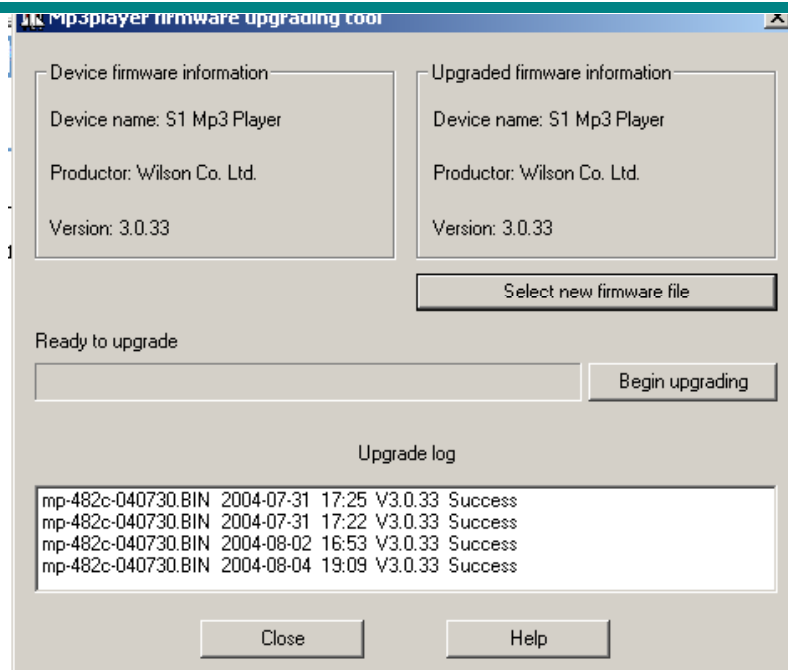 Mp3player firmware upgrading tool
Device firmware information
Device name: S1 Mp3 Player
Productor: Wilson Co. Ltd.
Version: 3.0.33
Upgraded firmware information
Device name: S1 Mp3 Player
Productor: Wilson Co. Ltd.
Version: 3.0.33
Select new firmware file
Ready to upgrade
Begin upgrading
Upgrade log
mp-482c-040730.BIN 2004-07-31 17:25 V3.0.33 Success
mp-482c-040730.BIN 2004-07-31 17:22 V3.0.33 Success
mp-482c-040730.BIN 2004-08-02 16:53 V3.0.33 Success
mp-482c-040730.BIN 2004-08-04 19:09 V3.0.33 Success
Close
Help